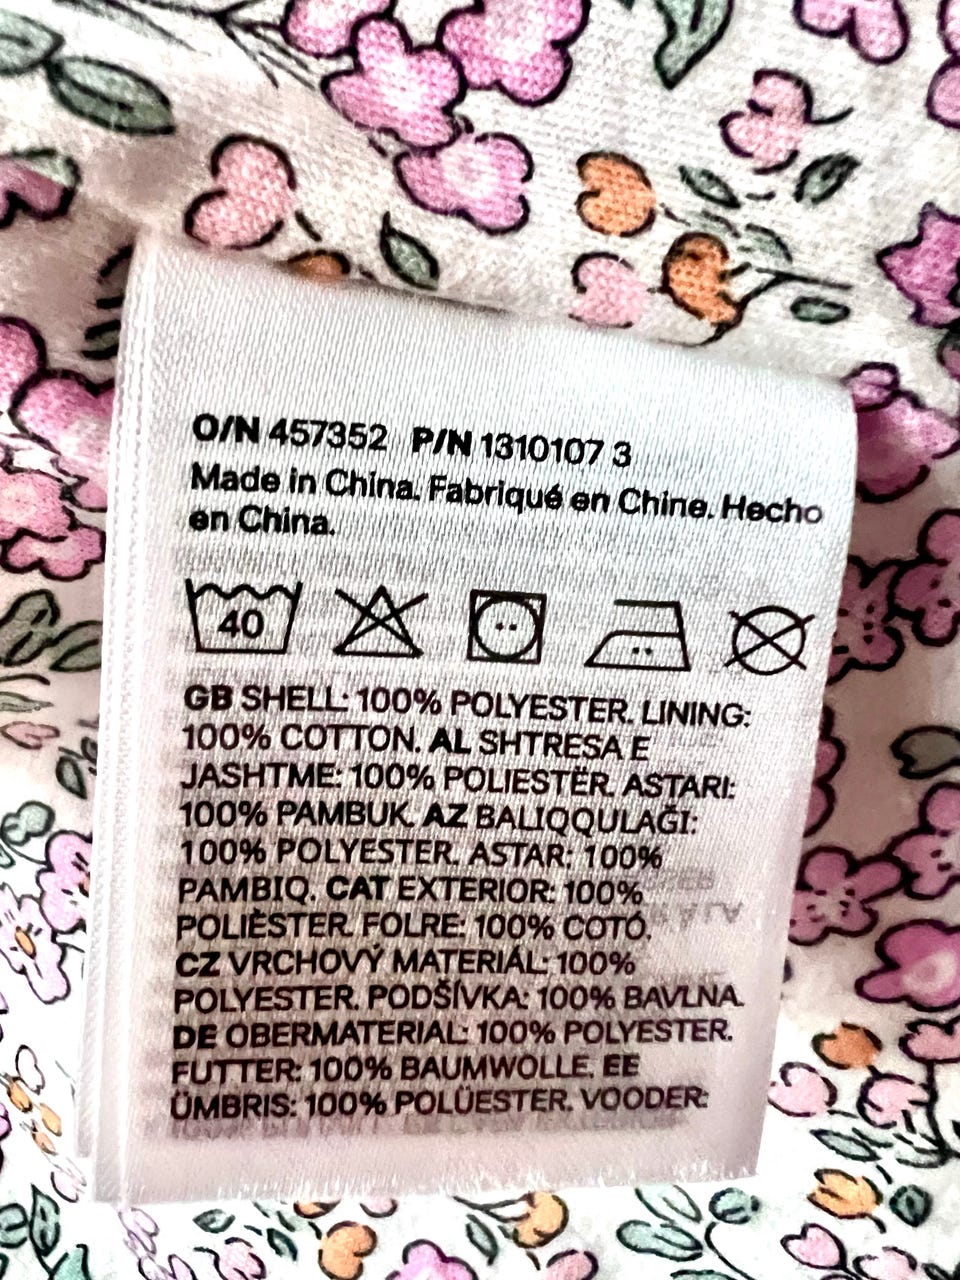 O/N 457352 P/N 1310107 3
Made in China. Fabriqué en Chine. Hecho
en China.
40
GB SHELL: 100% POLYESTER. LINING:
100% COTTON. AL SHTRESA E
JASHTME: 100% POLIESTËR. ASTARI:
100% PAMBUK. AZ BALIQQULAĞI:
100% POLYESTER. ASTAR: 100%
PAMBIQ. CAT EXTERIOR: 100%
POLIÈSTER. FOLRE: 100% COTÓ.
CZ VRCHOVÝ MATERIÁL: 100%
POLYESTER. PODŠÍVKA: 100% BAVLNA.
DE OBERMATERIAL: 100% POLYESTER.
FUTTER: 100% BAUMWOLLE. EE
ÜMBRIS: 100% POLÜESTER. VOODER: